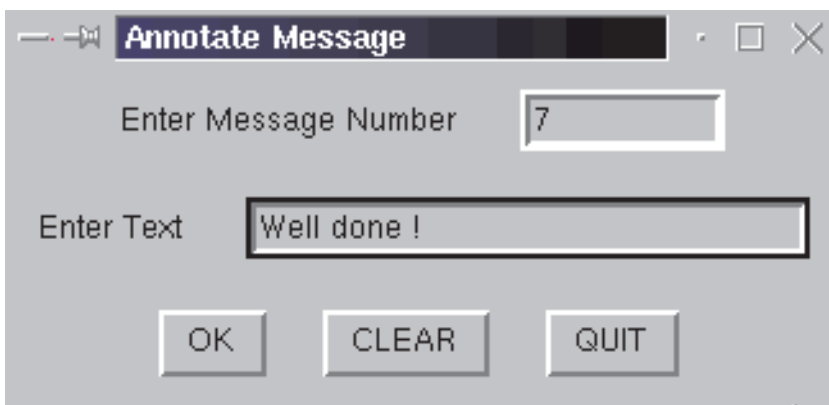 Annotate Message
Enter Message Number 7
Enter Text Well done !
OK CLEAR QUIT